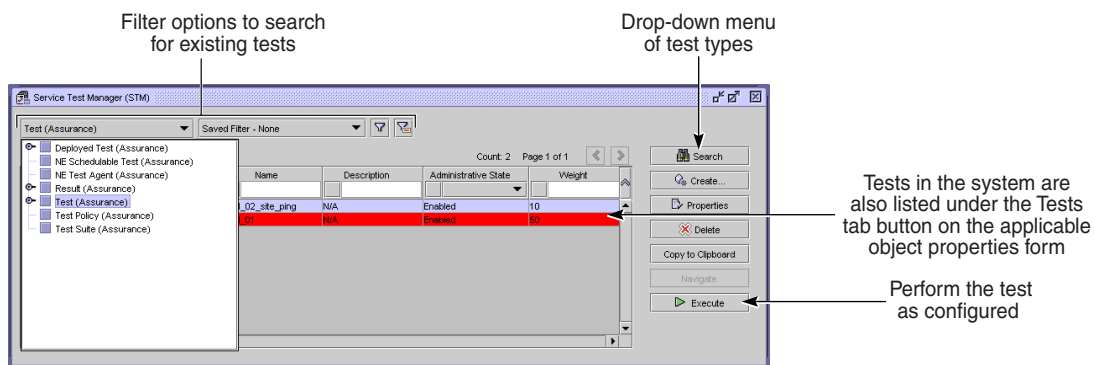 Filter options to search
for existing tests
Drop-down menu
of test types
Service Test Manager (STM)
Test (Assurance)
Saved Filter - None
Deployed Test (Assurance)
NE Schedulable Test (Assurance)
NE Test Agent (Assurance)
Result (Assurance)
Test (Assurance)
Test Policy (Assurance)
Test Suite (Assurance)
Count: 2 Page 1 of 1
Name Description Administrative State Weight
_02_site_ping N/A Enabled 10
_01 N/A Enabled 50
Search
Create...
Properties
Delete
Copy to Clipboard
Navigate
Execute
Tests in the system are
also listed under the Tests
tab button on the applicable
object properties form
Perform the test
as configured